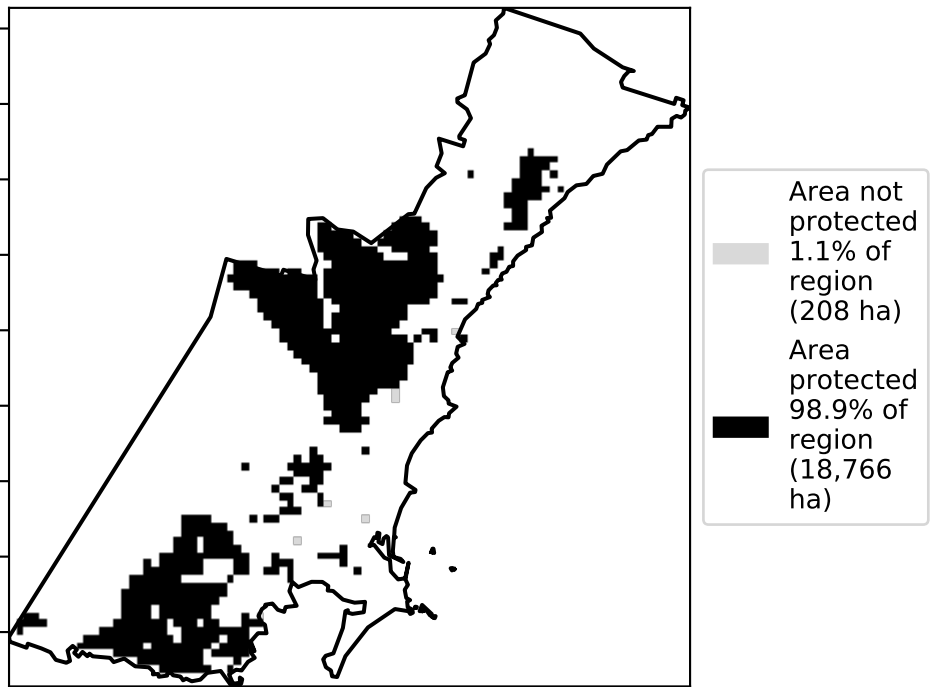 Area not
protected
1.1% of
region
(208 ha)
Area
protected
98.9% of
region
(18,766
ha)